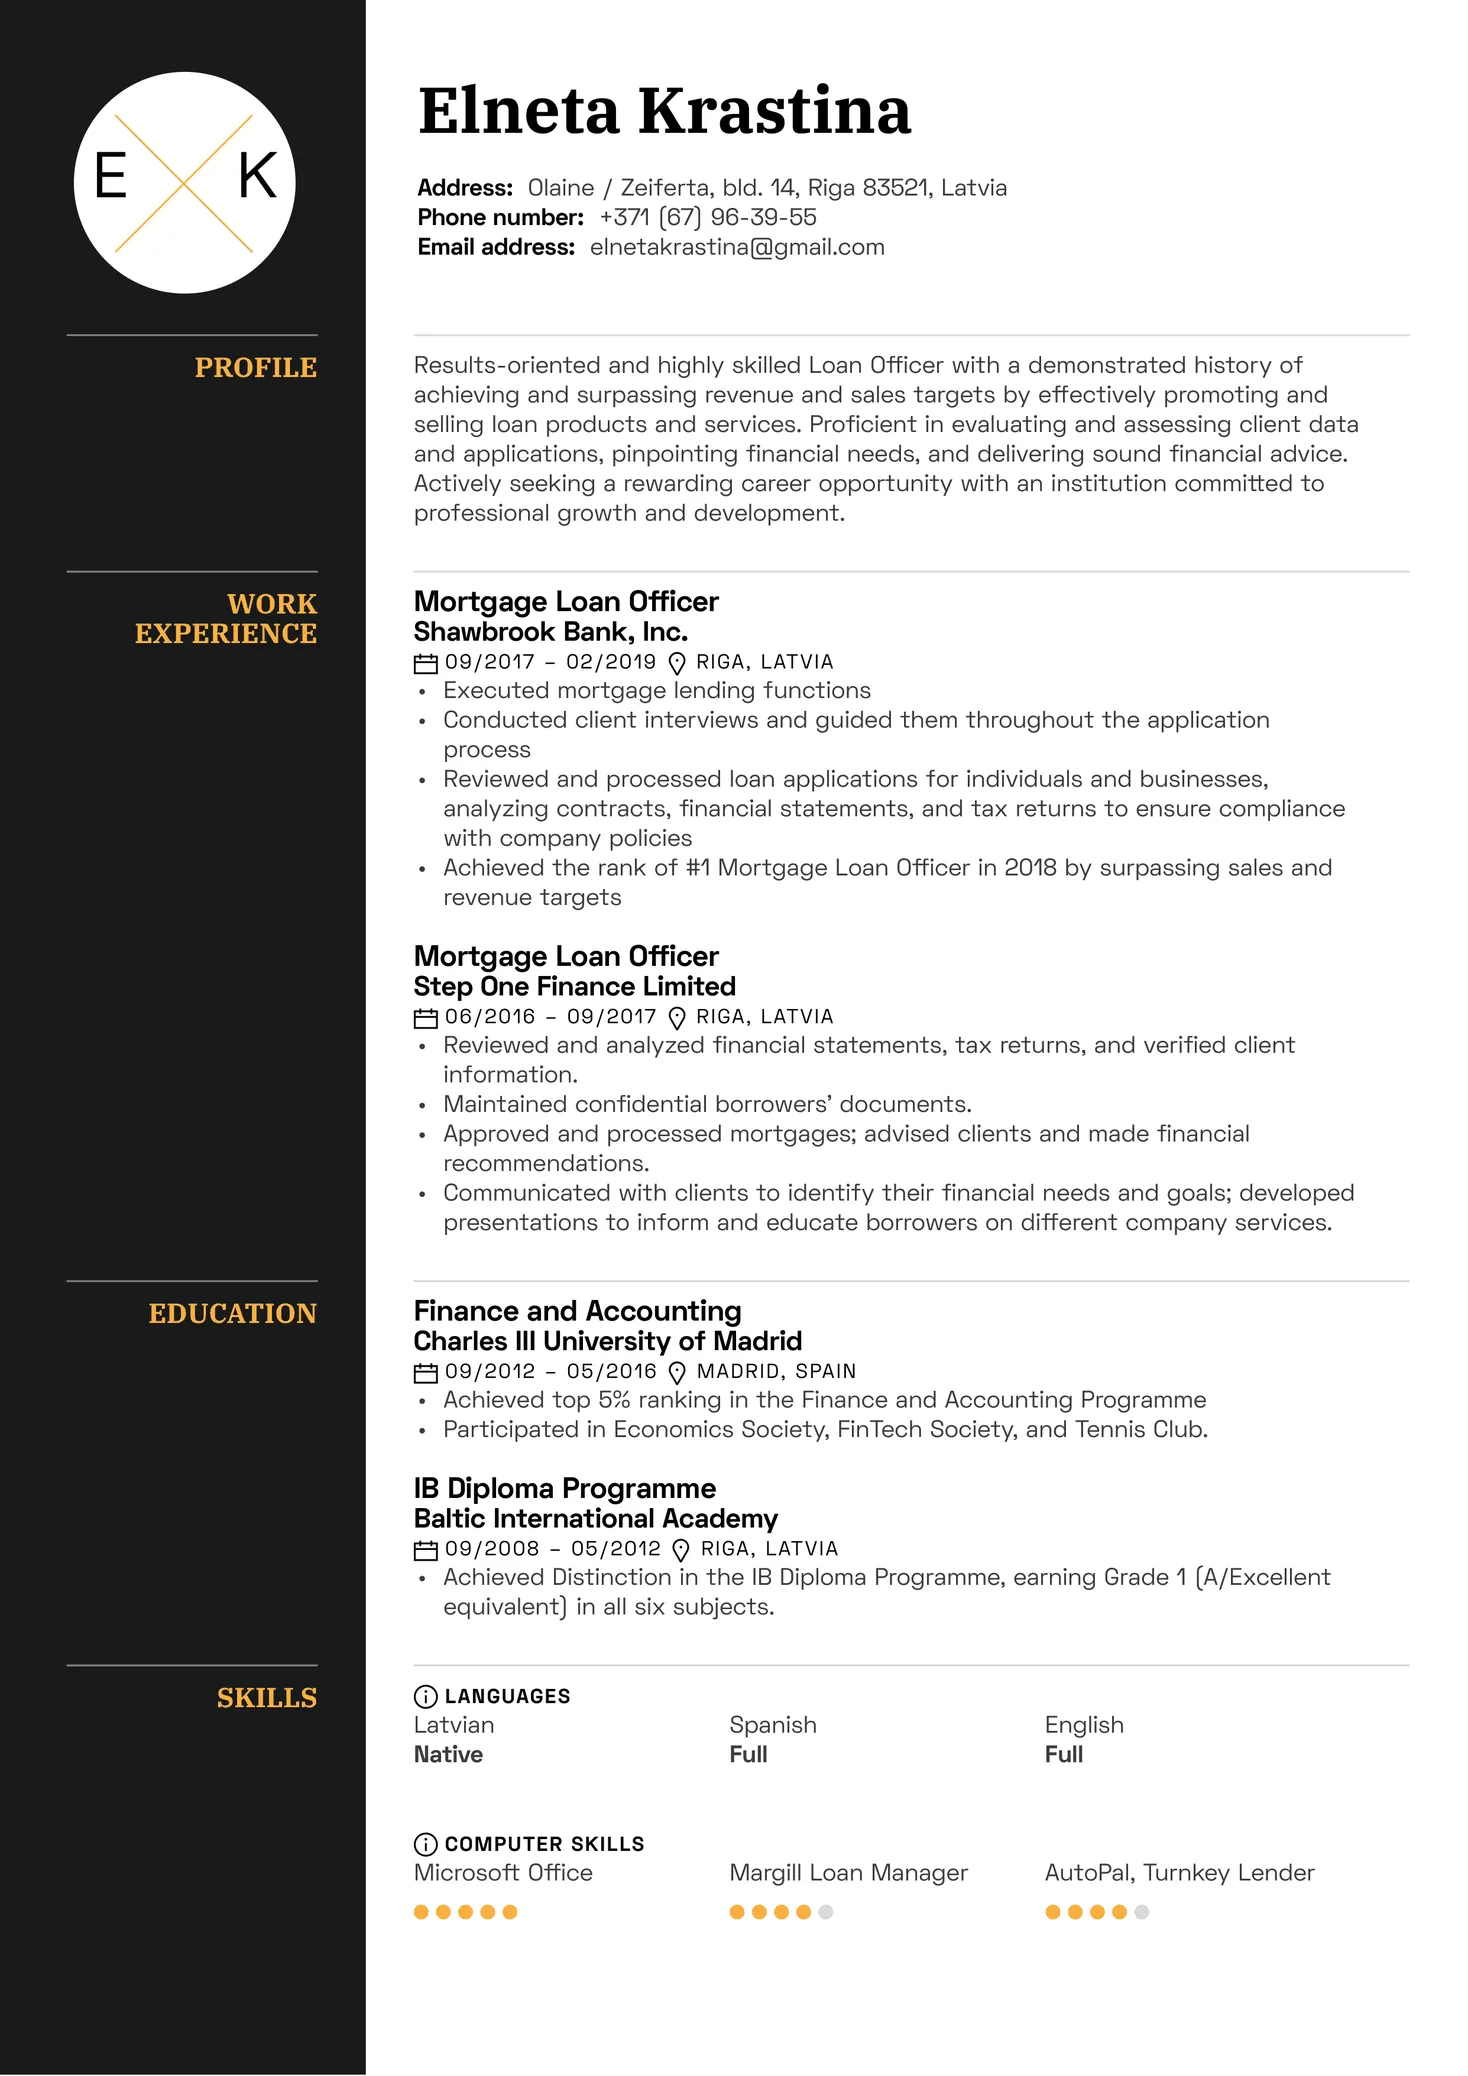 E K
Elneta Krastina
Address: Olaine / Zeiferta, bld. 14, Riga 83521, Latvia
Phone number: +371 (67) 96-39-55
Email address: elnetakrastina@gmail.com
PROFILE
Results-oriented and highly skilled Loan Officer with a demonstrated history of
achieving and surpassing revenue and sales targets by effectively promoting and
selling loan products and services. Proficient in evaluating and assessing client data
and applications, pinpointing financial needs, and delivering sound financial advice.
Actively seeking a rewarding career opportunity with an institution committed to
professional growth and development.
WORK
EXPERIENCE
Mortgage Loan Officer
Shawbrook Bank, Inc.
09/2017 – 02/2019 RIGA, LATVIA
• Executed mortgage lending functions
• Conducted client interviews and guided them throughout the application
process
• Reviewed and processed loan applications for individuals and businesses,
analyzing contracts, financial statements, and tax returns to ensure compliance
with company policies
• Achieved the rank of #1 Mortgage Loan Officer in 2018 by surpassing sales and
revenue targets
Mortgage Loan Officer
Step One Finance Limited
06/2016 – 09/2017 RIGA, LATVIA
• Reviewed and analyzed financial statements, tax returns, and verified client
information.
• Maintained confidential borrowers’ documents.
• Approved and processed mortgages; advised clients and made financial
recommendations.
• Communicated with clients to identify their financial needs and goals; developed
presentations to inform and educate borrowers on different company services.
EDUCATION
Finance and Accounting
Charles III University of Madrid
09/2012 – 05/2016 MADRID, SPAIN
• Achieved top 5% ranking in the Finance and Accounting Programme
• Participated in Economics Society, FinTech Society, and Tennis Club.
IB Diploma Programme
Baltic International Academy
09/2008 – 05/2012 RIGA, LATVIA
• Achieved Distinction in the IB Diploma Programme, earning Grade 1 (A/Excellent
equivalent) in all six subjects.
SKILLS
LANGUAGES
Latvian Spanish English
Native Full Full
COMPUTER SKILLS
Microsoft Office Margill Loan Manager AutoPal, Turnkey Lender